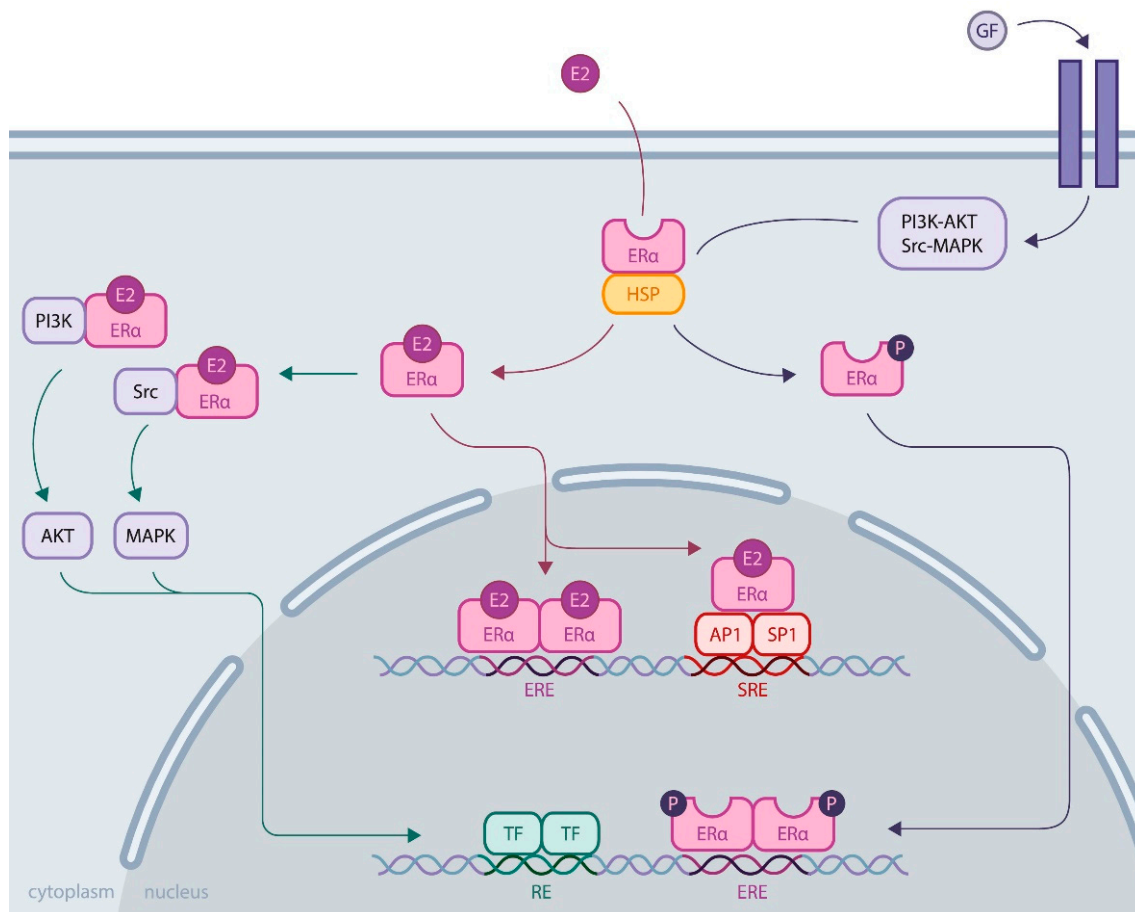 GF
E2
PI3K-AKT
Src-MAPK
ERα
HSP
E2
PI3K
ERα
E2
E2
P
Src
ERα
ERα
ERα
AKT
MAPK
E2
E2
E2
ERα
ERα
ERα
AP1
SP1
ERE
SRE
P
P
TF
TF
ERα
ERα
RE
ERE
cytoplasm
nucleus